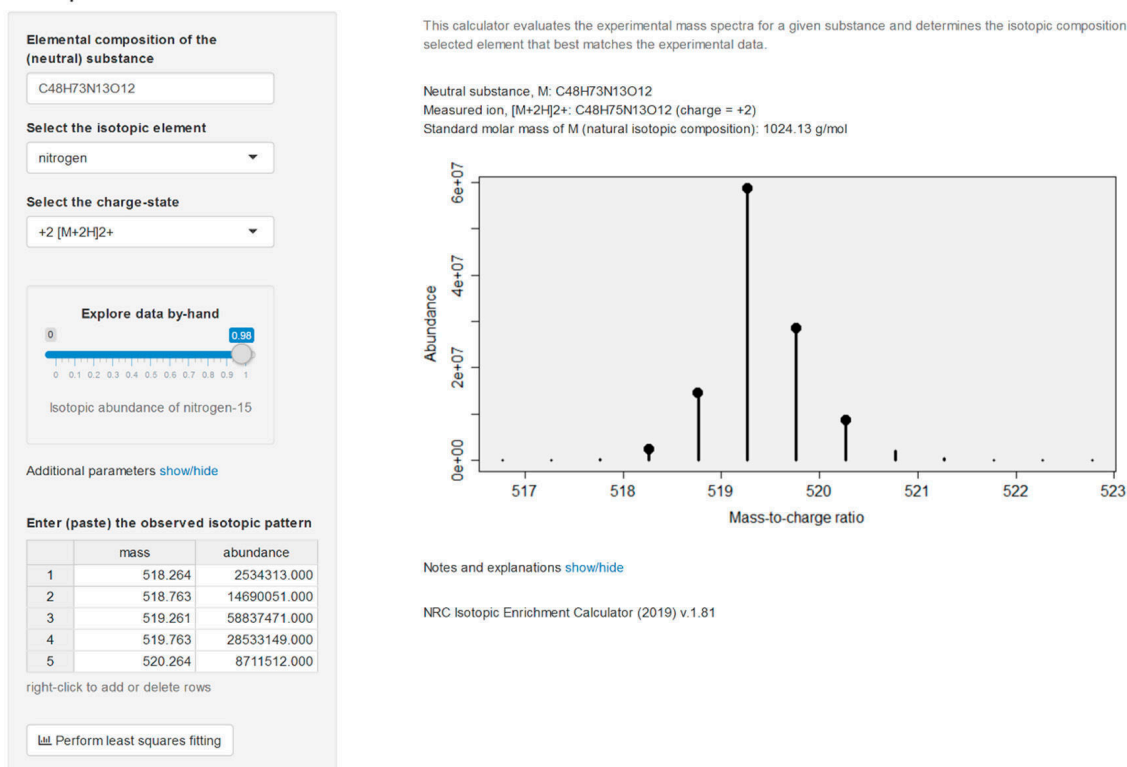 Elemental composition of the
(neutral) substance
C48H73N13O12
Select the isotopic element
nitrogen
Select the charge-state
+2 [M+2H]2+
Explore data by-hand
0 0.98
0 0.1 0.2 0.3 0.4 0.5 0.6 0.7 0.8 0.9 1
Isotopic abundance of nitrogen-15
Additional parameters show/hide
Enter (paste) the observed isotopic pattern
mass abundance
1 518.264 2534313.000
2 518.763 14690051.000
3 519.261 58837471.000
4 519.763 28533149.000
5 520.264 8711512.000
right-click to add or delete rows
Perform least squares fitting
This calculator evaluates the experimental mass spectra for a given substance and determines the isotopic composition
selected element that best matches the experimental data.
Neutral substance, M: C48H73N13O12
Measured ion, [M+2H]2+: C48H75N13O12 (charge = +2)
Standard molar mass of M (natural isotopic composition): 1024.13 g/mol
6e+07
4e+07
2e+07
0e+00
Abundance
517 518 519 520 521 522 523
Mass-to-charge ratio
Notes and explanations show/hide
NRC Isotopic Enrichment Calculator (2019) v.1.81